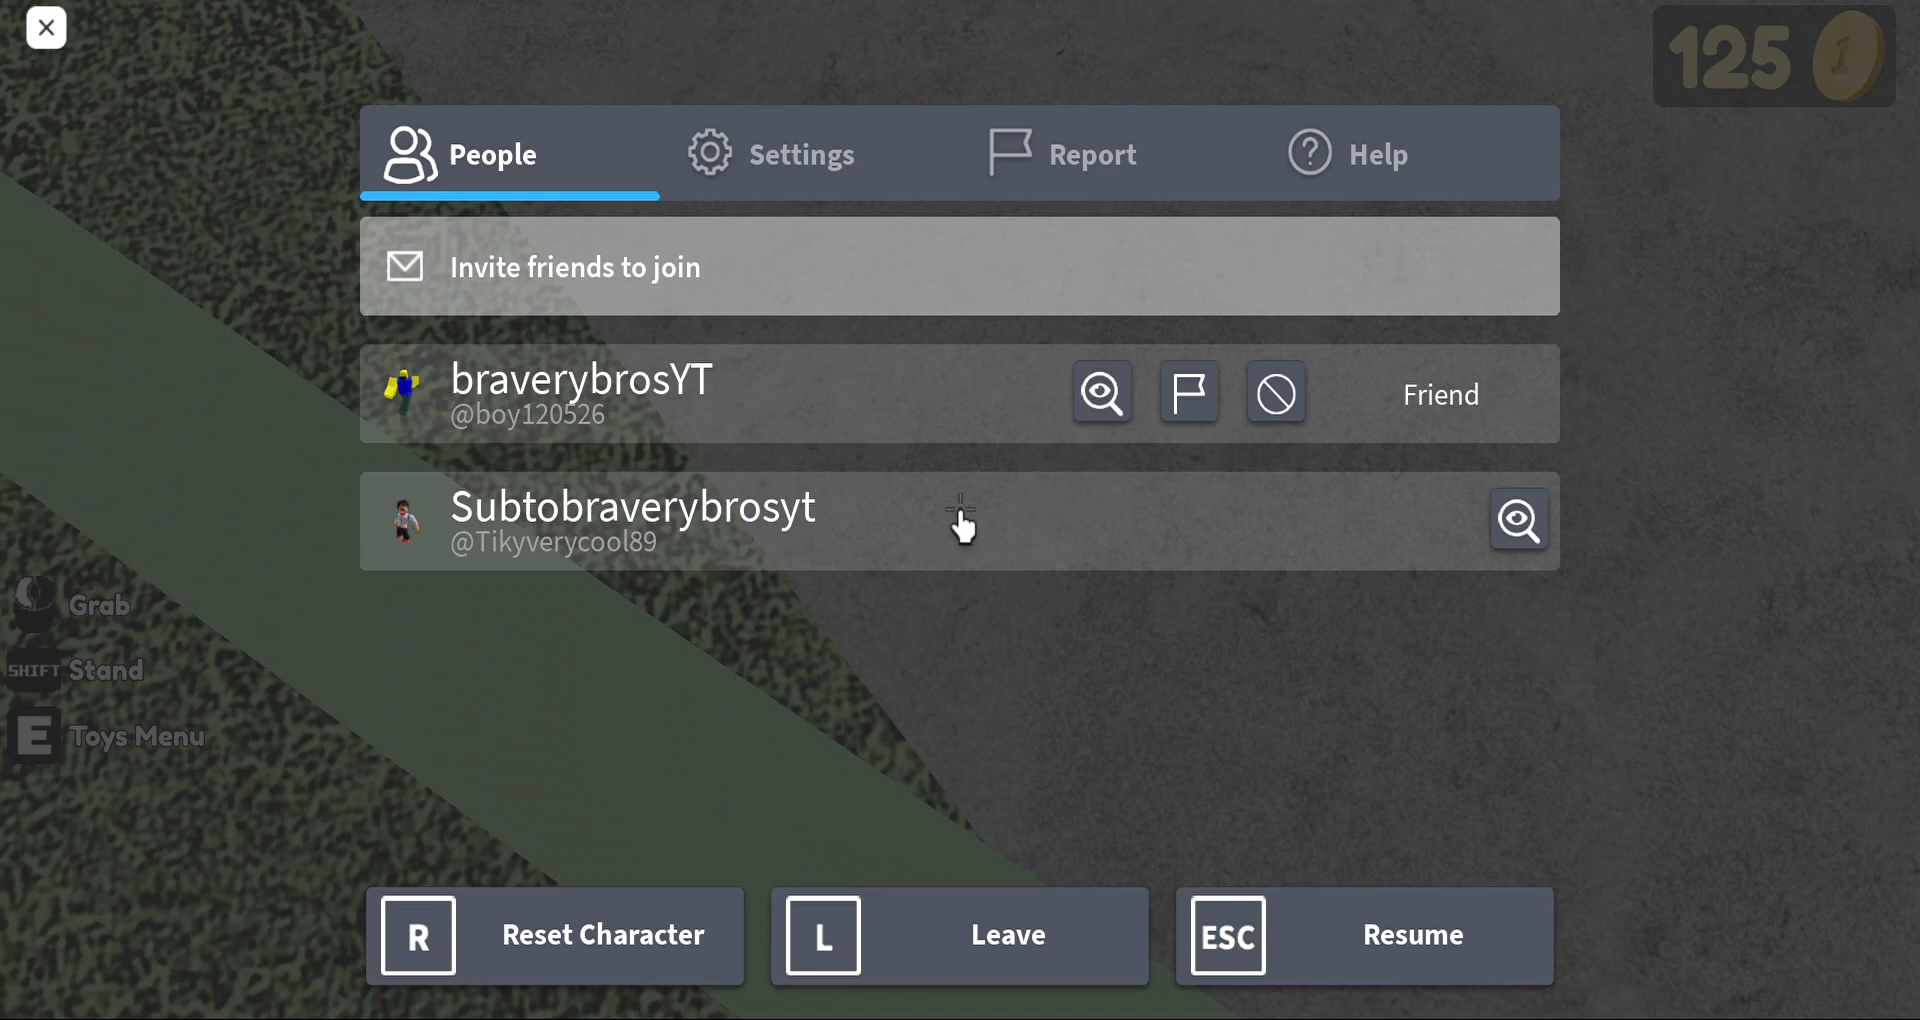 125
1
People
Settings
Report
Help
Invite friends to join
braverybrosYT
@boy120526
Friend
Subtobraverybrosyt
@Tikyverycool89
Grab
SHIFT Stand
E Toys Menu
R Reset Character
L Leave
ESC Resume